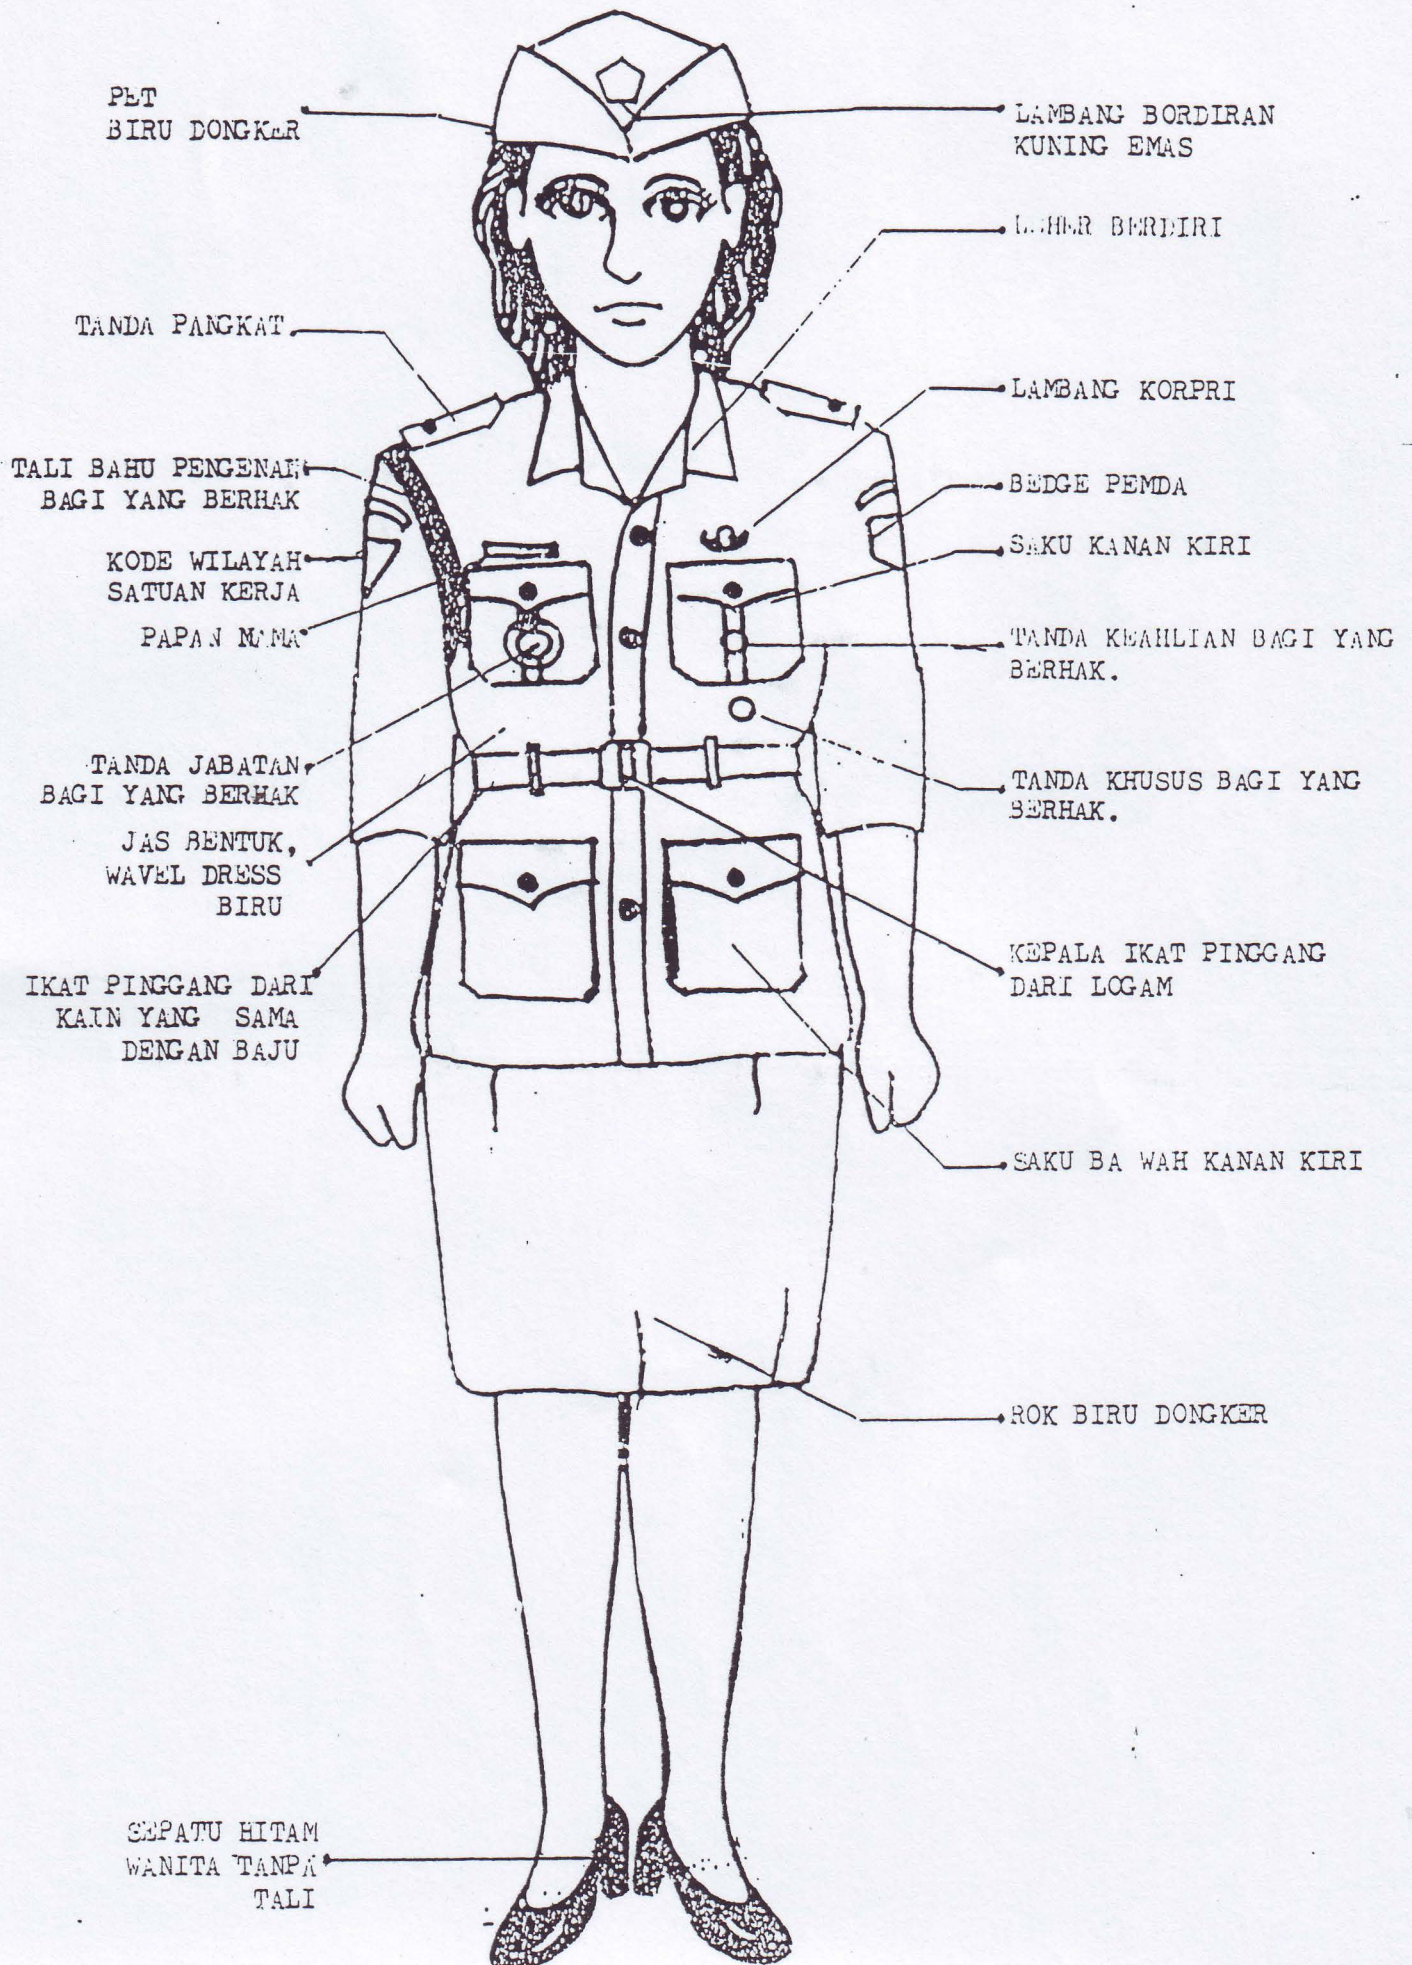 PET
BIRU DONGKER
LAMBANG BORDIRAN
KUNING EMAS
LEHER BERDIRI
TANDA PANGKAT.
LAMBANG KORPRI
TALI BAHU PENGENAL
BAGI YANG BERHAK
BEDGE PEMDA
SAKU KANAN KIRI
KODE WILAYAH
SATUAN KERJA
PAPAN MAMA
TANDA KEAHLIAN BAGI YANG
BERHAK.
TANDA JABATAN
BAGI YANG BERHAK
TANDA KHUSUS BAGI YANG
BERHAK.
JAS BENTUK,
WAVEL DRESS
BIRU
KEPALA IKAT PINGGANG
DARI LOGAM
IKAT PINGGANG DARI
KAIN YANG SAMA
DENGAN BAJU
SAKU BA WAH KANAN KIRI
ROK BIRU DONGKER
SEPATU HITAM
WANITA TANPA
TALI